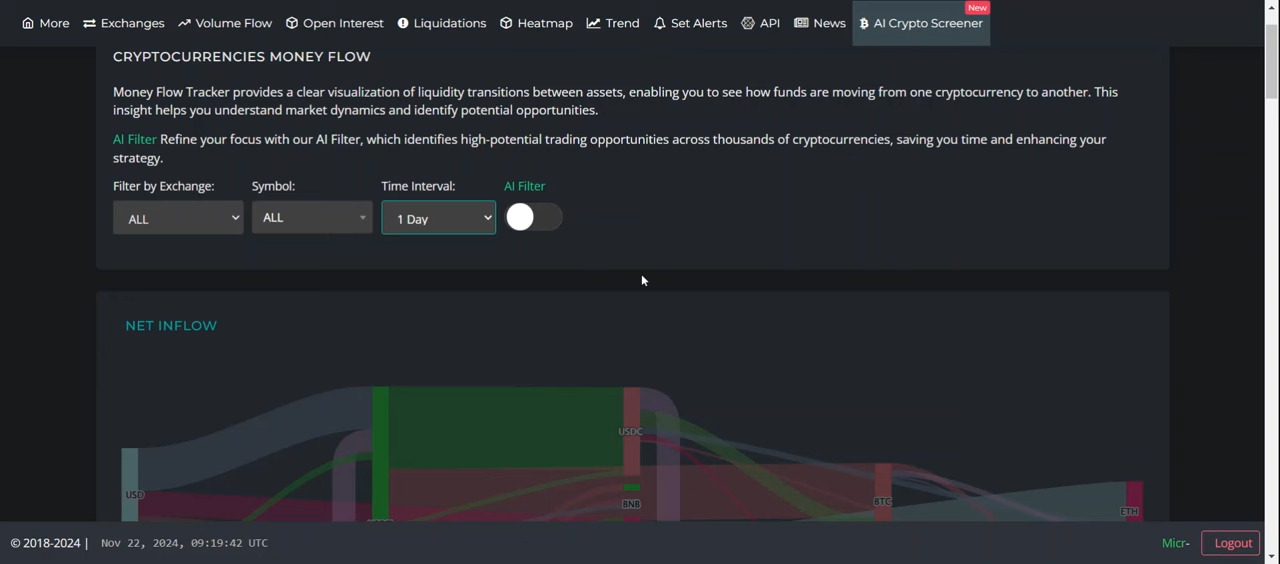 More Exchanges Volume Flow Open Interest Liquidations Heatmap Trend Set Alerts API News AI Crypto Screener New
CRYPTOCURRENCIES MONEY FLOW
Money Flow Tracker provides a clear visualization of liquidity transitions between assets, enabling you to see how funds are moving from one cryptocurrency to another. This
insight helps you understand market dynamics and identify potential opportunities.
AI Filter Refine your focus with our AI Filter, which identifies high-potential trading opportunities across thousands of cryptocurrencies, saving you time and enhancing your
strategy.
Filter by Exchange: Symbol: Time Interval: AI Filter
ALL ALL 1 Day
NET INFLOW
USDC
USD
BNB
BTC
ETH
© 2018-2024 | Nov 22, 2024, 09:19:42 UTC Micr- Logout